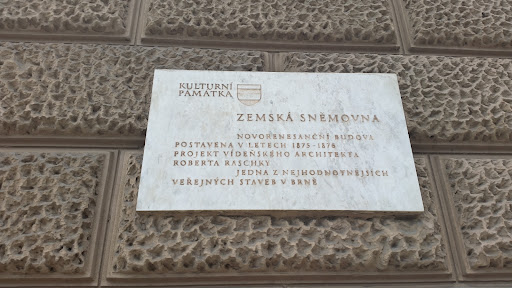 KULTURNÍ
PAMÁTKA
ZEMSKÁ SNĚMOVNA
NOVORENESANČNÍ BUDOVA
POSTAVENA V LETECH 1875-1878
PROJEKT VÍDEŇSKÉHO ARCHITEKTA
ROBERTA RASCHKY
JEDNA Z NEJHODNOVNĚJSÍCH
VEŘEJNÝCH STAVEB V BRNĚ